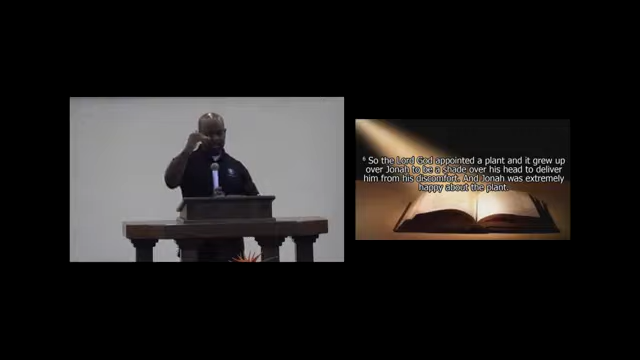 ⁶ So the Lord God appointed a plant and it grew up
over Jonah to be a shade over his head to deliver
him from his discomfort. And Jonah was extremely
happy about the plant.